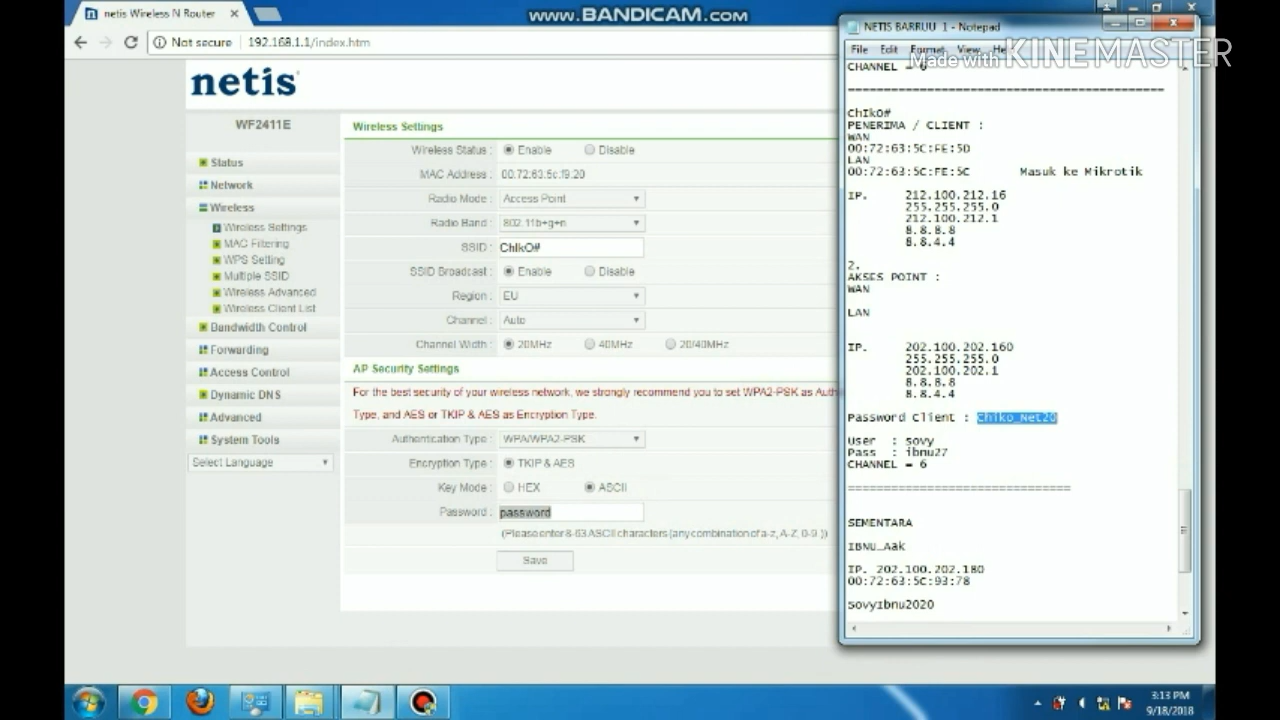 netis Wireless N Router
www.BANDICAM.com
Not secure
192.168.1.1/index.htm
netis
WF2411E
Status
Network
Wireless
Wireless Settings
MAC Filtering
WPS Setting
Multiple SSID
Wireless Advanced
Wireless Client List
Bandwidth Control
Forwarding
Access Control
Dynamic DNS
Advanced
System Tools
Select Language
Wireless Settings
Wireless Status : Enable Disable
MAC Address : 00:72:63:5c:f9:20
Radio Mode : Access Point
Radio Band : 802.11b+g+n
SSID : ChIkO#
SSID Broadcast : Enable Disable
Region : EU
Channel : Auto
Channel Width : 20MHz 40MHz 20/40MHz
AP Security Settings
For the best security of your wireless network, we strongly recommend you to set WPA2-PSK as Auth
Type, and AES or TKIP & AES as Encryption Type.
Authentication Type : WPA/WPA2-PSK
Encryption Type : TKIP & AES
Key Mode : HEX ASCII
Password : password
(Please enter 8-63 ASCII characters (any combination of a-z, A-Z, 0-9.))
Save
NETIS BARRUU 1 - Notepad
File Edit Format View He
Made with KINEMASTER
CHANNEL = 6
============================================
ChIkO#
PENERIMA / CLIENT :
WAN
00:72:63:5C:FE:5D
LAN
00:72:63:5C:FE:5C Masuk ke Mikrotik
IP. 212.100.212.16
255.255.255.0
212.100.212.1
8.8.8.8
8.8.4.4
2.
AKSES POINT :
WAN
LAN
IP. 202.100.202.160
255.255.255.0
202.100.202.1
8.8.8.8
8.8.4.4
Password Client : Chiko_Net20
User : sovy
Pass : ibnu27
CHANNEL = 6
===============================
SEMENTARA
IBNU_Aak
IP. 202.100.202.180
00:72:63:5C:93:78
sovyIbnu2020
3:13 PM
9/18/2018